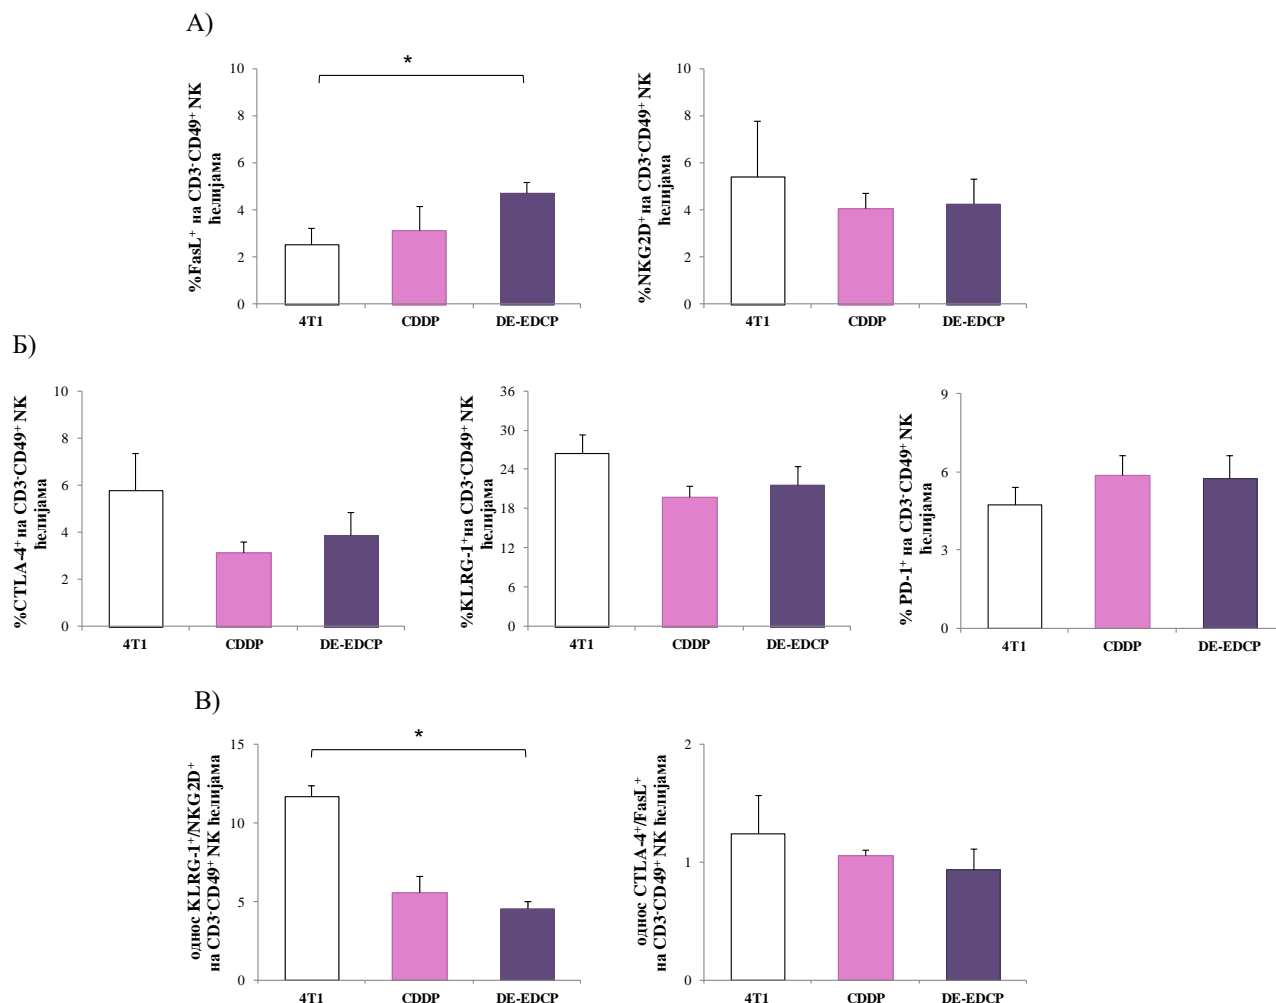 А)
*
%FasL⁺ на CD3⁻CD49⁺ NK
ћелијама
10
8
6
4
2
0
4T1
CDDP
DE-EDCP
%NKG2D⁺ на CD3⁻CD49⁺ NK
ћелијама
10
8
6
4
2
0
4T1
CDDP
DE-EDCP
Б)
%CTLA-4⁺ на CD3⁻CD49⁺ NK
ћелијама
10
8
6
4
2
0
4T1
CDDP
DE-EDCP
%KLRG-1⁺на CD3⁻CD49⁺ NK
ћелијама
36
30
24
18
12
6
0
4T1
CDDP
DE-EDCP
% PD-1⁺ на CD3⁻CD49⁺ NK
ћелијама
9
6
3
0
4T1
CDDP
DE-EDCP
В)
*
однос KLRG-1⁺/NKG2D⁺
на CD3⁻CD49⁺ NK ћелијама
15
10
5
0
4T1
CDDP
DE-EDCP
однос CTLA-4⁺/FasL⁺
на CD3⁻CD49⁺ NK ћелијама
2
1
0
4T1
CDDP
DE-EDCP